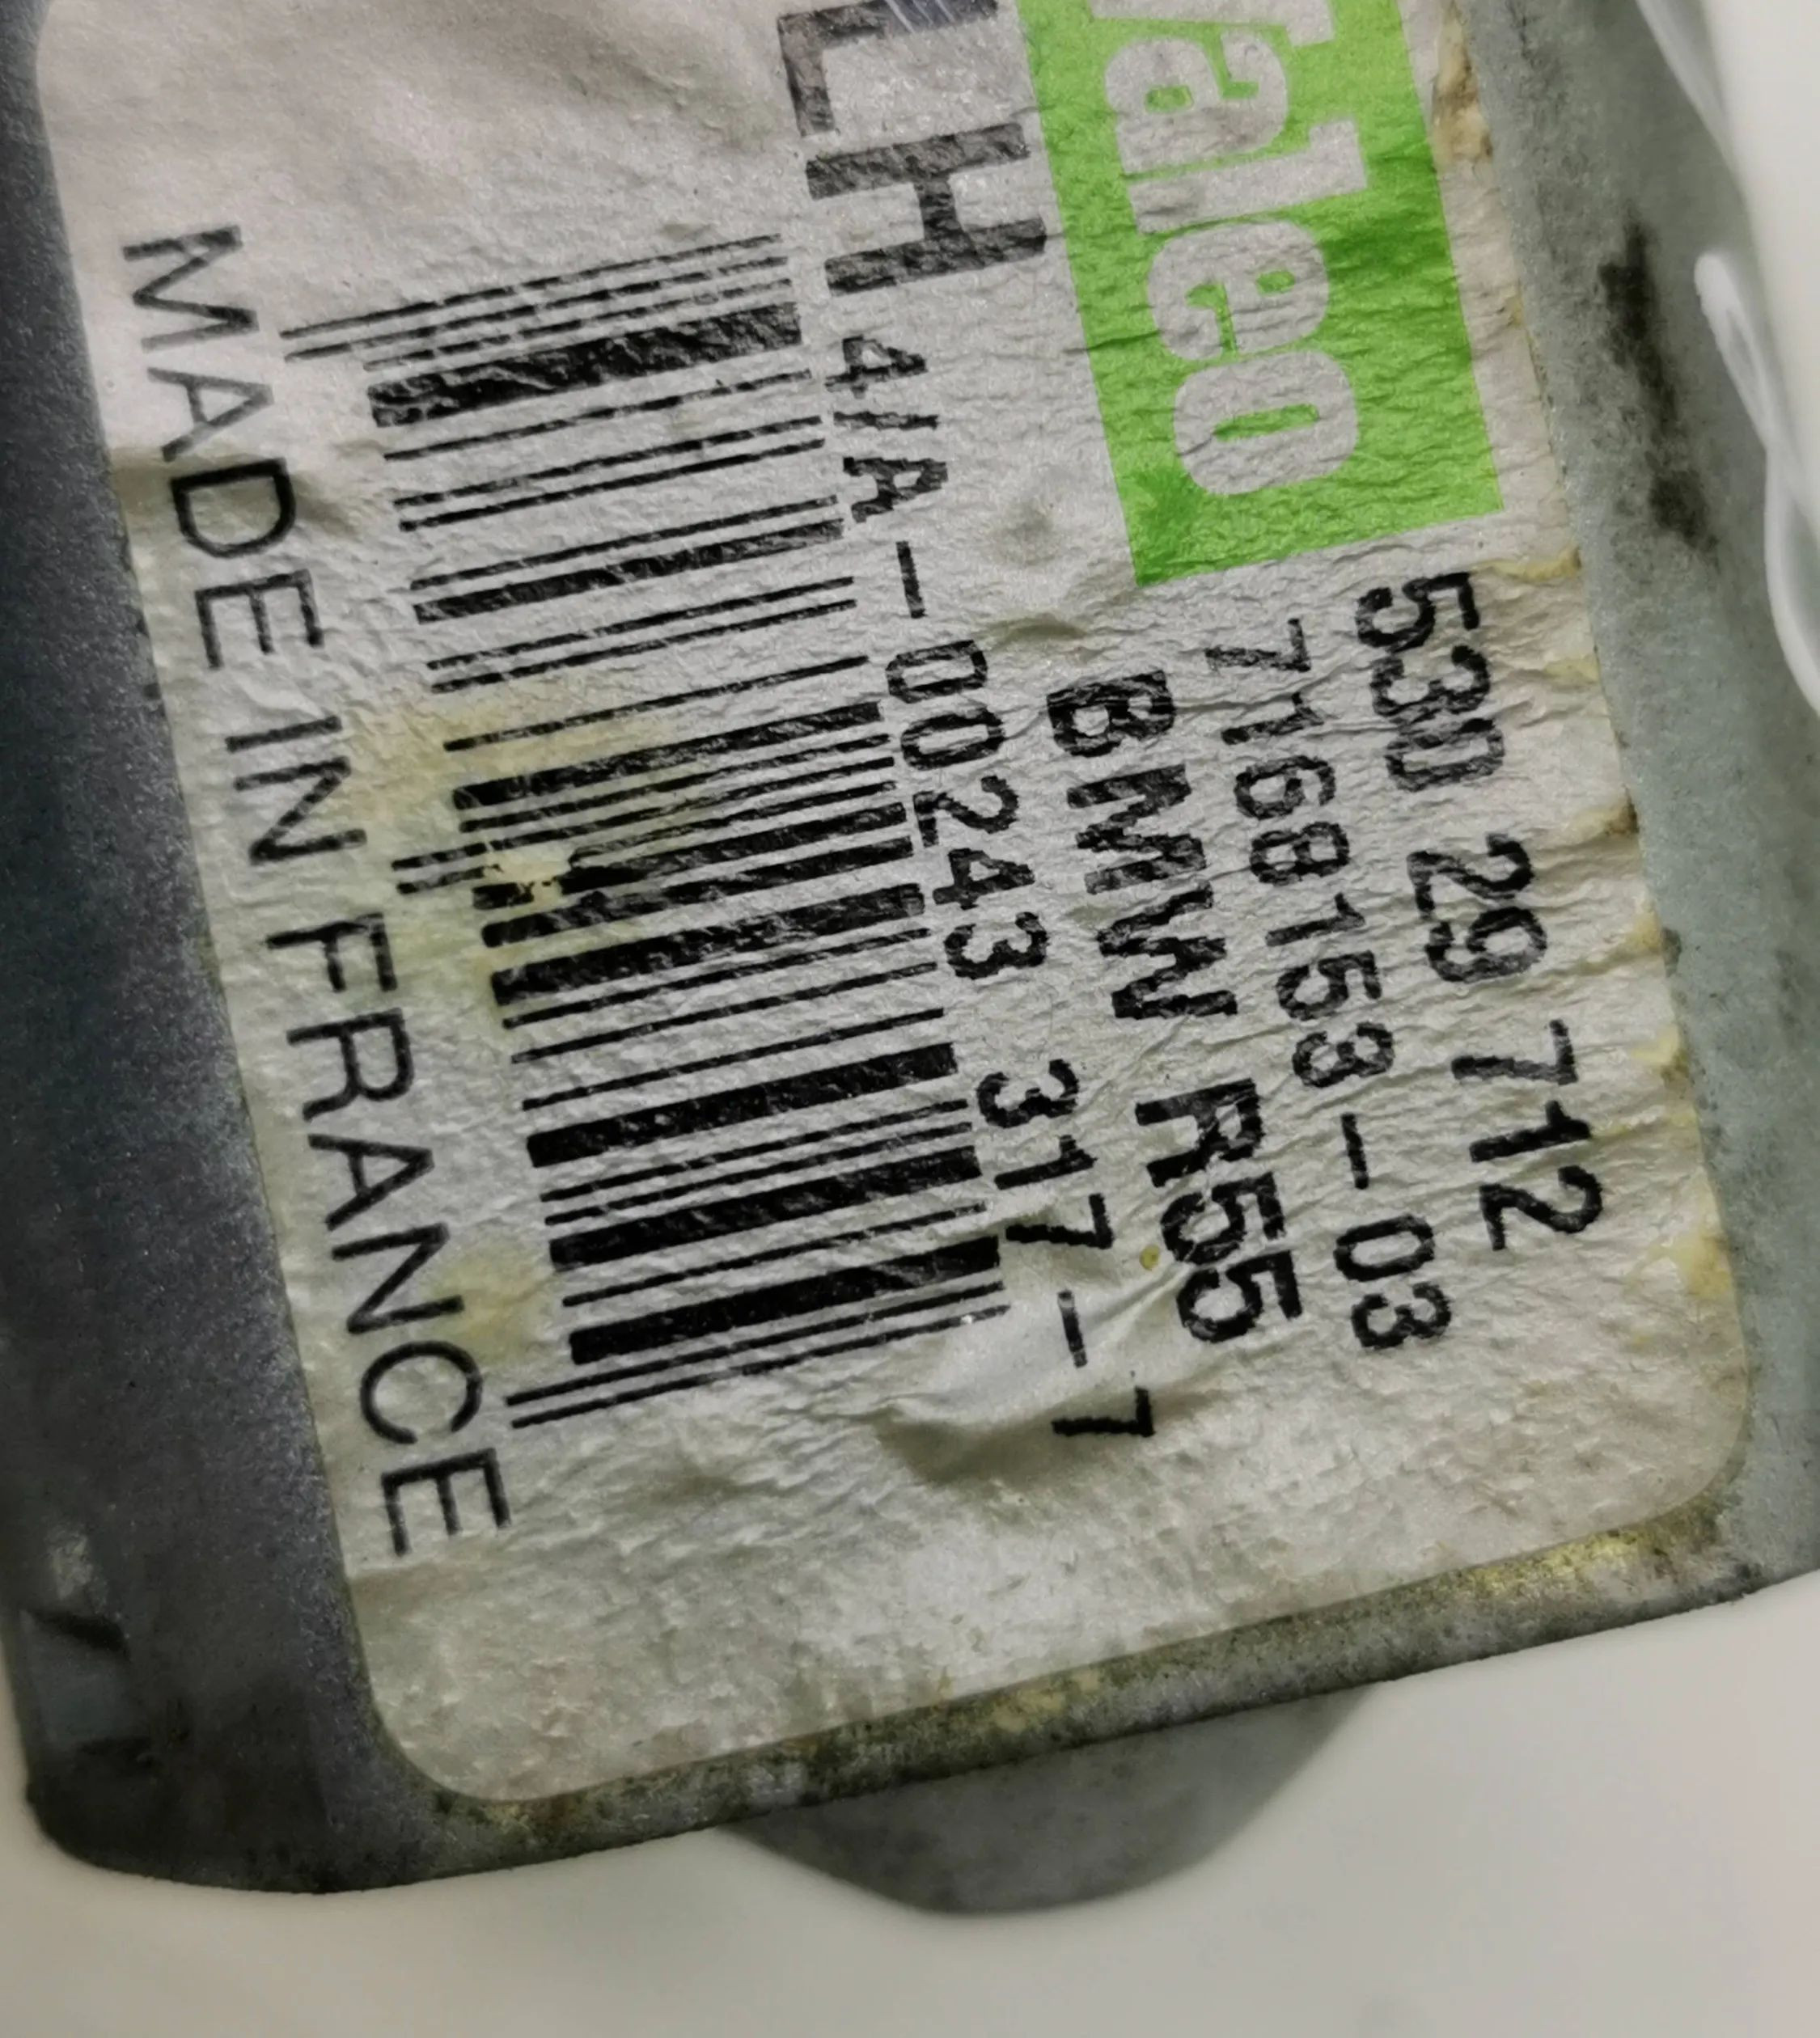 Valeo
530 29 712
7168153-03
BMW R55
LH
4/A-00243 317-7
MADE IN FRANCE